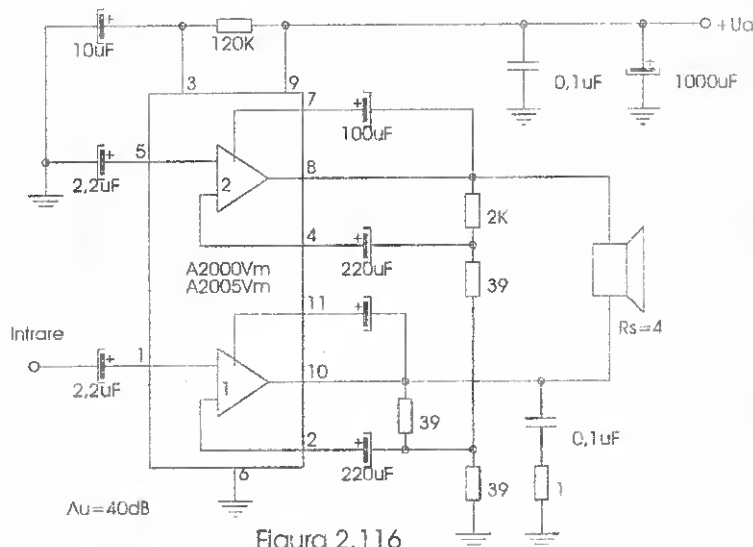 10uF
+
120K
+Ua
3
9
0,1uF
1000uF
7
+
100uF
5
+
2,2uF
8
2
2K
4
+
220uF
39
A2000Vm
A2005Vm
11
+
Rs=4
Intrare
1
+
2,2uF
10
1
39
0,1uF
2
+
220uF
39
1
6
Au=40dB
Figura 2.116